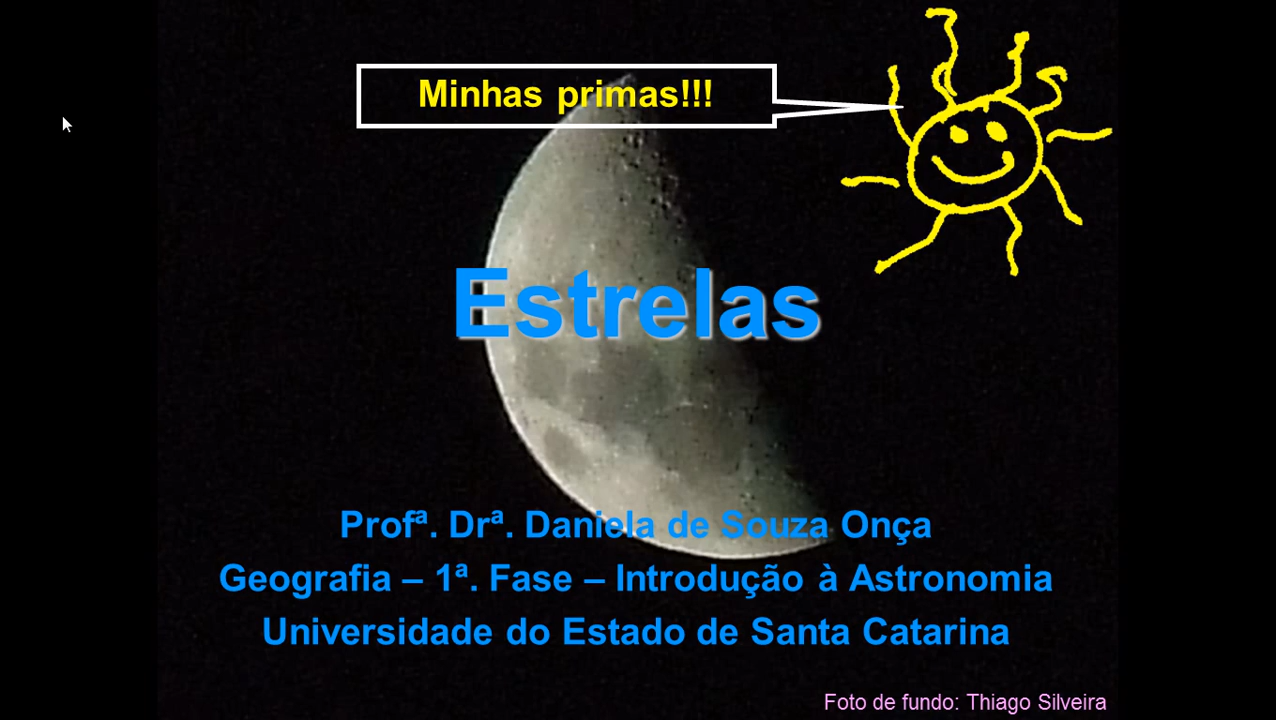 Minhas primas!!!
Estrelas
Profª. Drª. Daniela de Souza Onça
Geografia – 1ª. Fase – Introdução à Astronomia
Universidade do Estado de Santa Catarina
Foto de fundo: Thiago Silveira